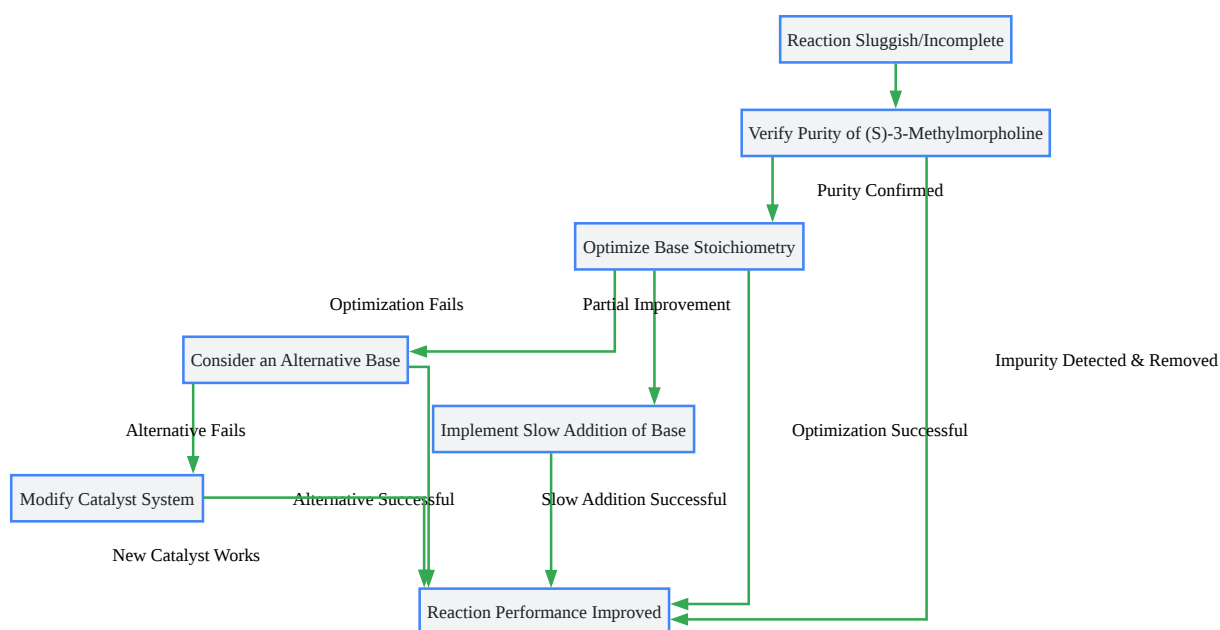 Reaction Sluggish/Incomplete
Verify Purity of (S)-3-Methylmorpholine
Purity Confirmed
Optimize Base Stoichiometry
Optimization Fails
Partial Improvement
Consider an Alternative Base
Impurity Detected & Removed
Alternative Fails
Implement Slow Addition of Base
Optimization Successful
Modify Catalyst System
Alternative Successful
Slow Addition Successful
New Catalyst Works
Reaction Performance Improved